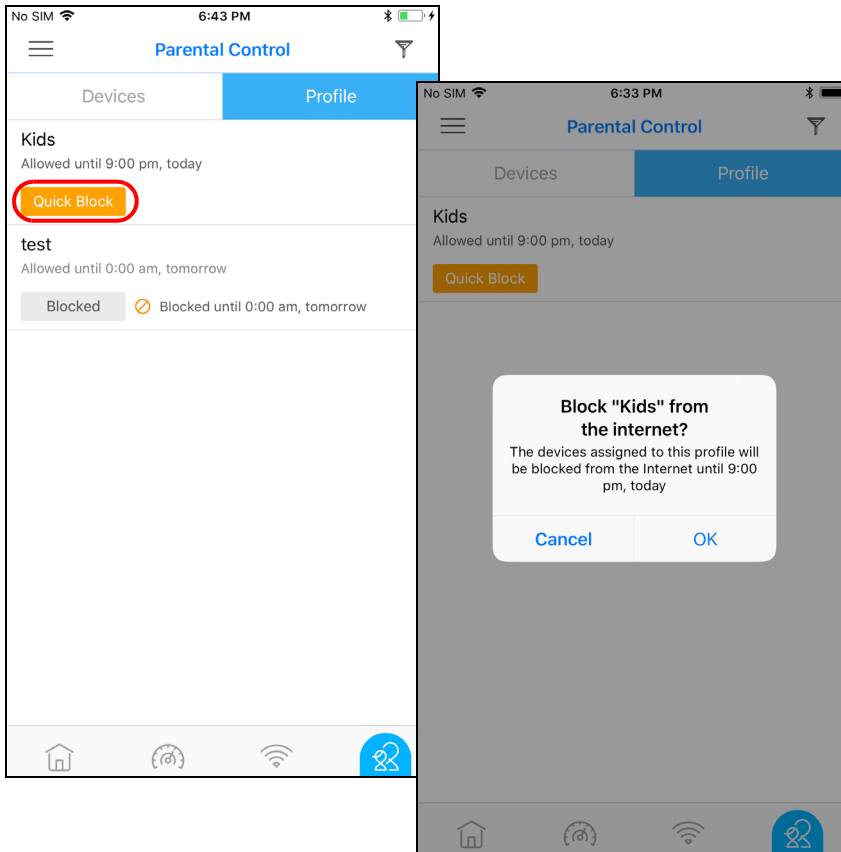 No SIM 6:43 PM
Parental Control
Devices Profile
Kids
Allowed until 9:00 pm, today
Quick Block
test
Allowed until 0:00 am, tomorrow
Blocked Blocked until 0:00 am, tomorrow
No SIM 6:33 PM
Parental Control
Devices Profile
Kids
Allowed until 9:00 pm, today
Quick Block
Block "Kids" from
the internet?
The devices assigned to this profile will
be blocked from the Internet until 9:00
pm, today
Cancel OK